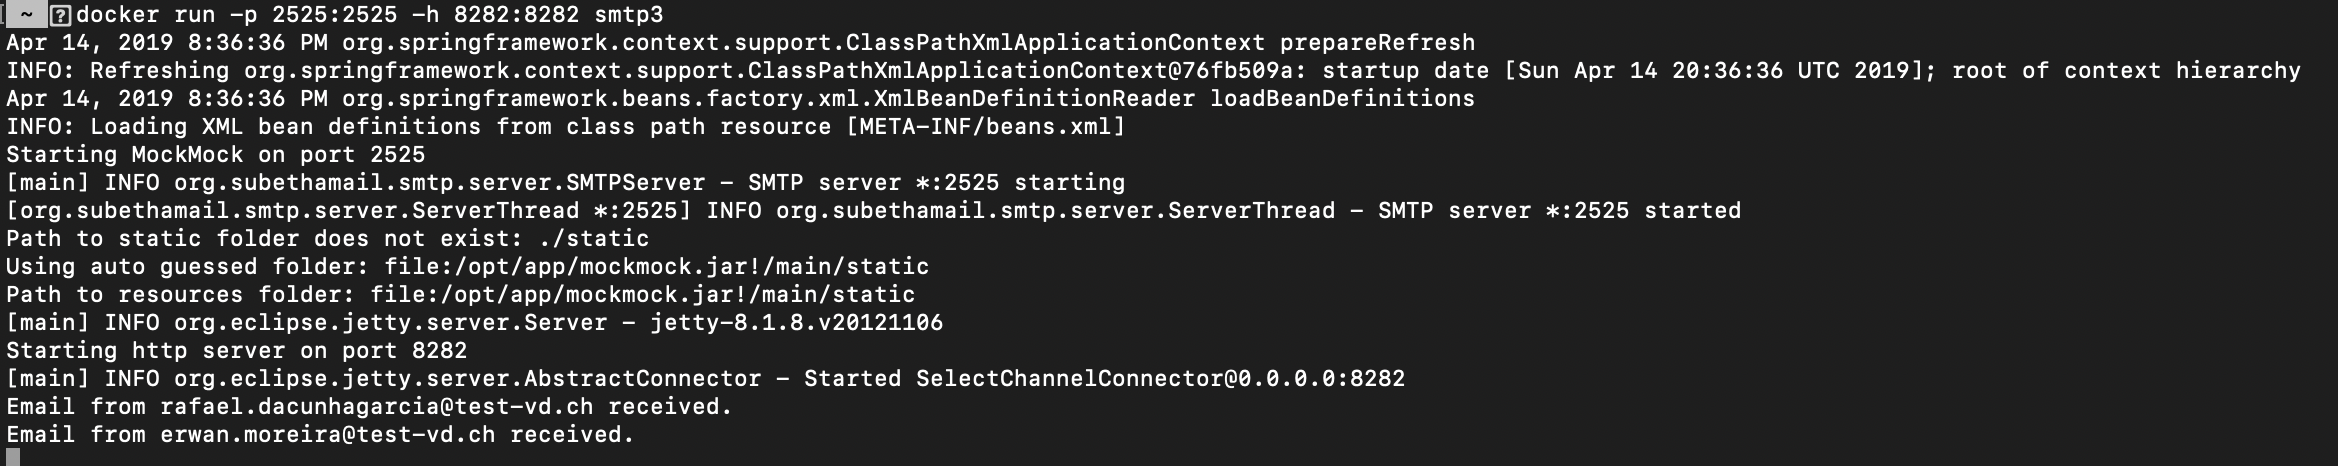 ~ ?docker run -p 2525:2525 -h 8282:8282 smtp3
Apr 14, 2019 8:36:36 PM org.springframework.context.support.ClassPathXmlApplicationContext prepareRefresh
INFO: Refreshing org.springframework.context.support.ClassPathXmlApplicationContext@76fb509a: startup date [Sun Apr 14 20:36:36 UTC 2019]; root of context hierarchy
Apr 14, 2019 8:36:36 PM org.springframework.beans.factory.xml.XmlBeanDefinitionReader loadBeanDefinitions
INFO: Loading XML bean definitions from class path resource [META-INF/beans.xml]
Starting MockMock on port 2525
[main] INFO org.subethamail.smtp.server.SMTPServer - SMTP server *:2525 starting
[org.subethamail.smtp.server.ServerThread *:2525] INFO org.subethamail.smtp.server.ServerThread - SMTP server *:2525 started
Path to static folder does not exist: ./static
Using auto guessed folder: file:/opt/app/mockmock.jar!/main/static
Path to resources folder: file:/opt/app/mockmock.jar!/main/static
[main] INFO org.eclipse.jetty.server.Server - jetty-8.1.8.v20121106
Starting http server on port 8282
[main] INFO org.eclipse.jetty.server.AbstractConnector - Started SelectChannelConnector@0.0.0.0:8282
Email from rafael.dacunhagarcia@test-vd.ch received.
Email from erwan.moreira@test-vd.ch received.